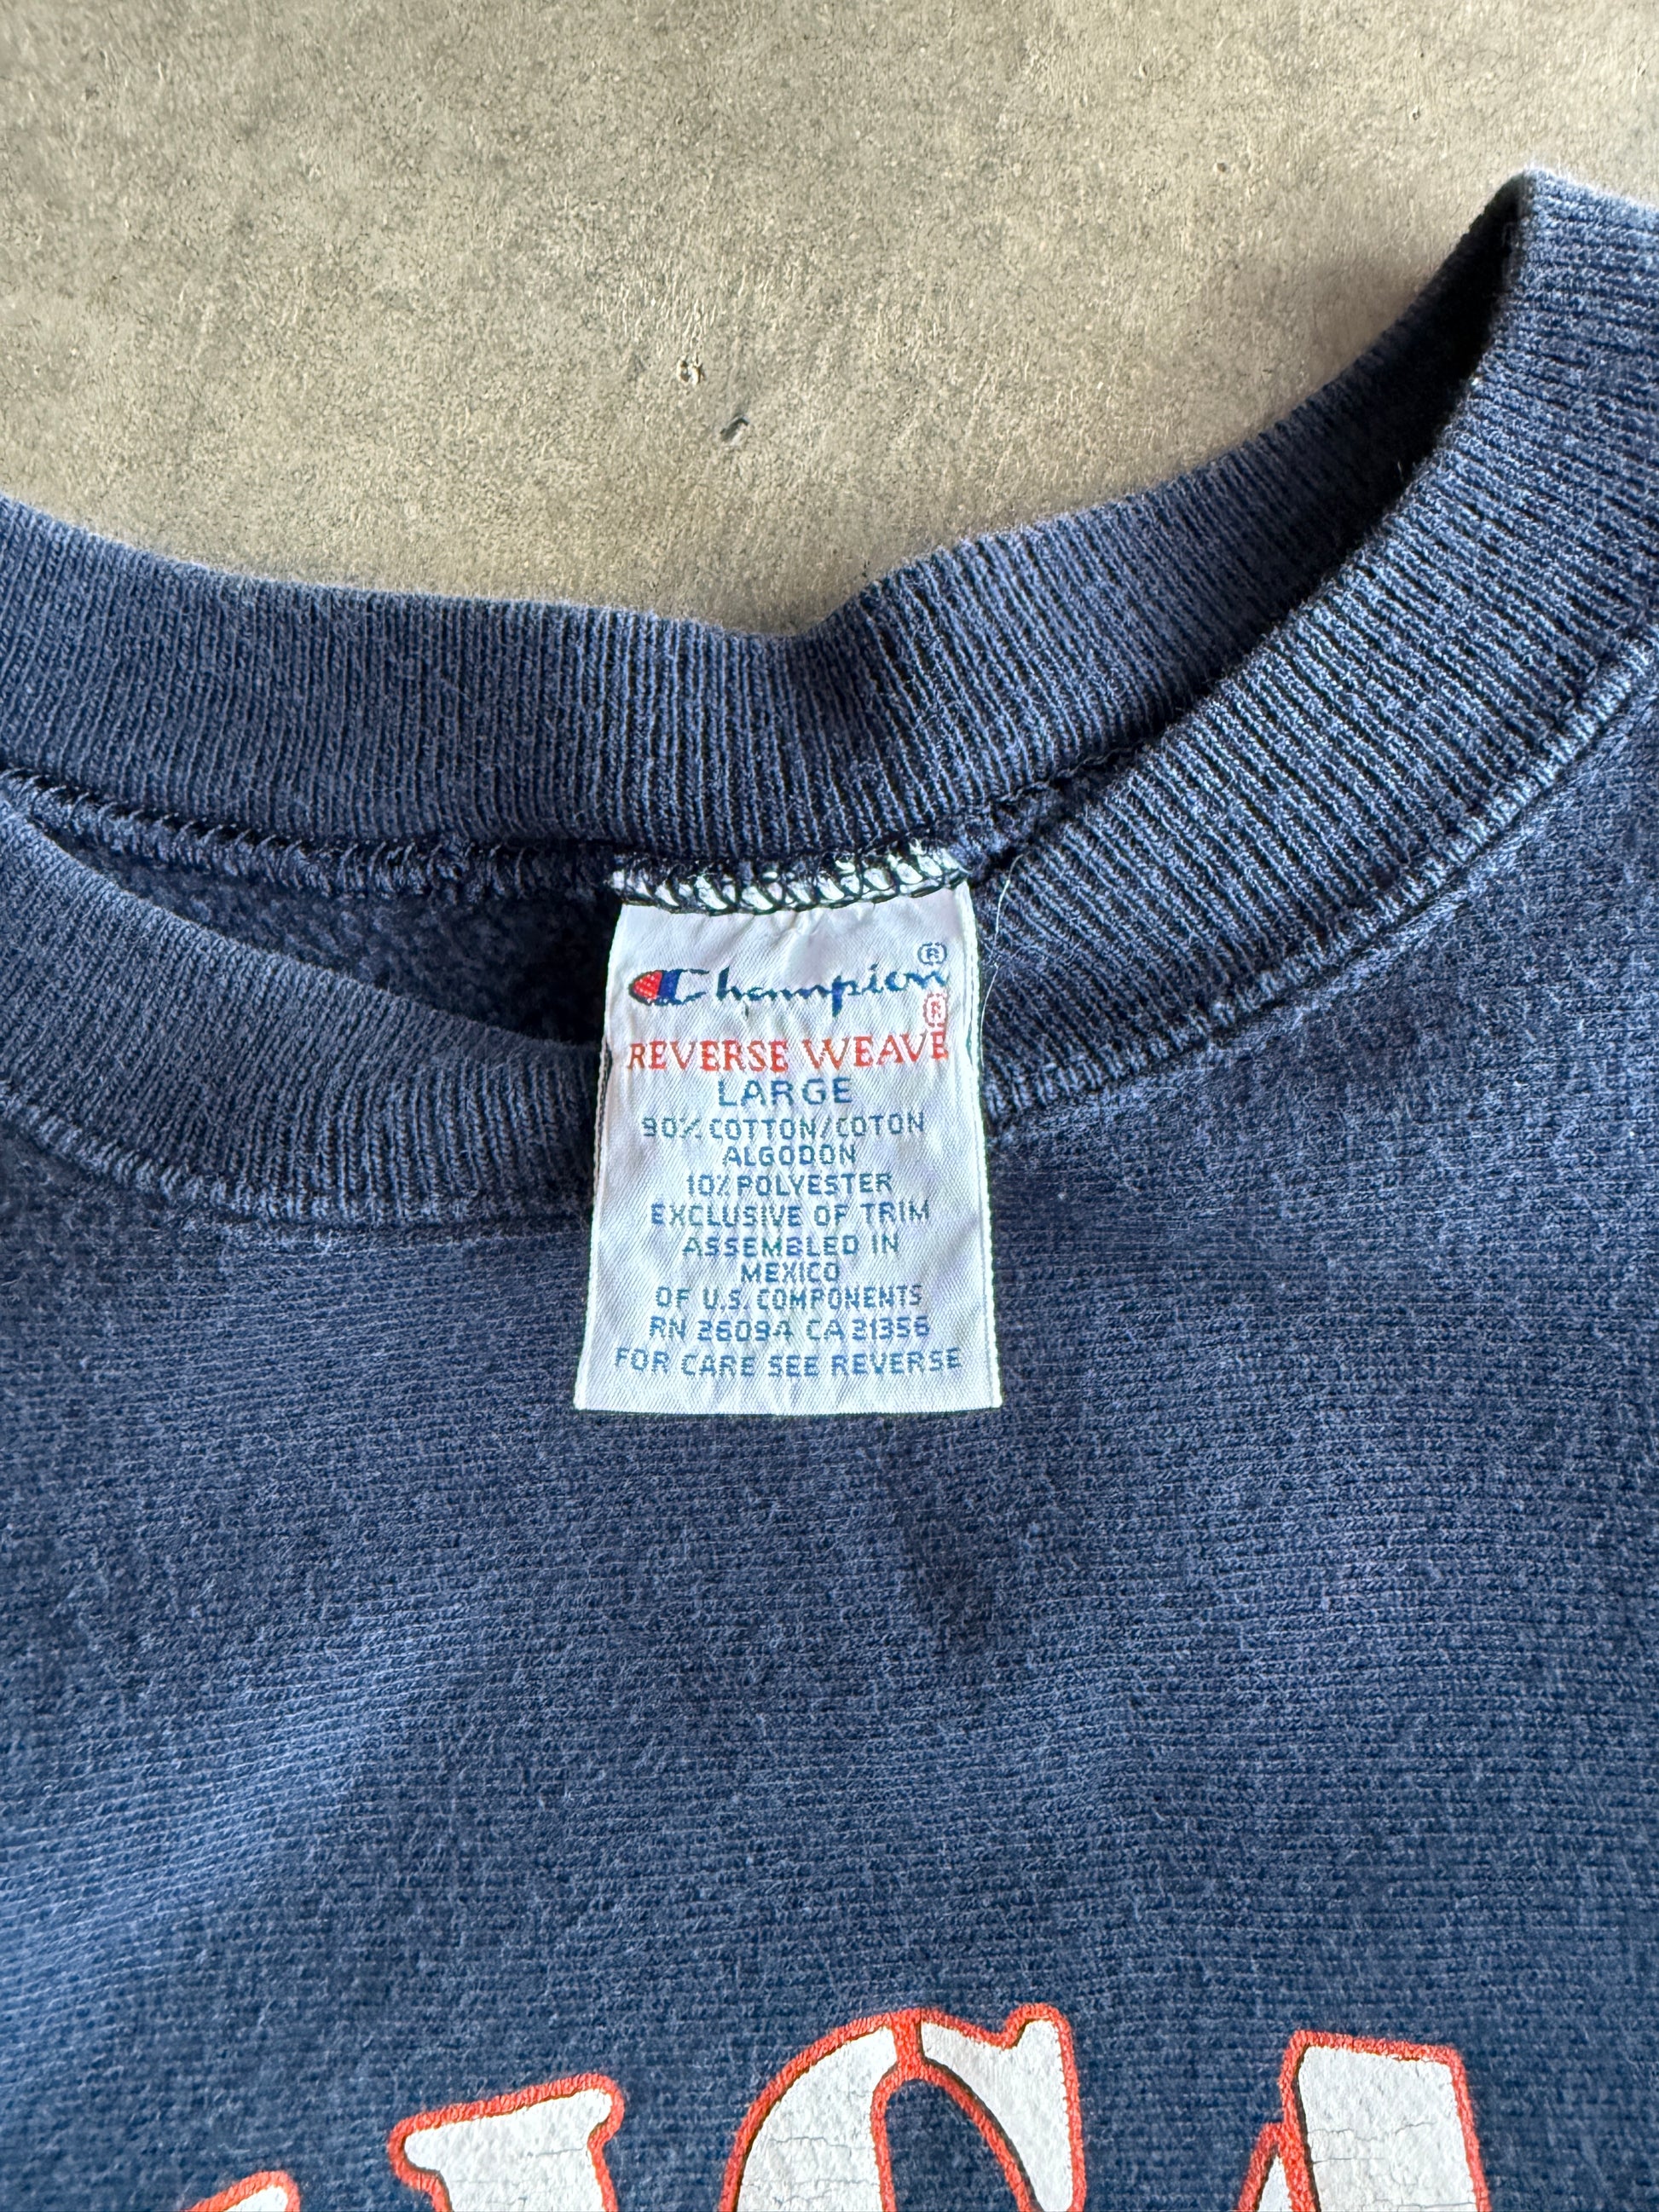 Champion®
REVERSE WEAVE®
LARGE
90% COTTON/COTON
ALGODON
10% POLYESTER
EXCLUSIVE OF TRIM
ASSEMBLED IN
MEXICO
OF U.S. COMPONENTS
RN 26094 CA 21356
FOR CARE SEE REVERSE